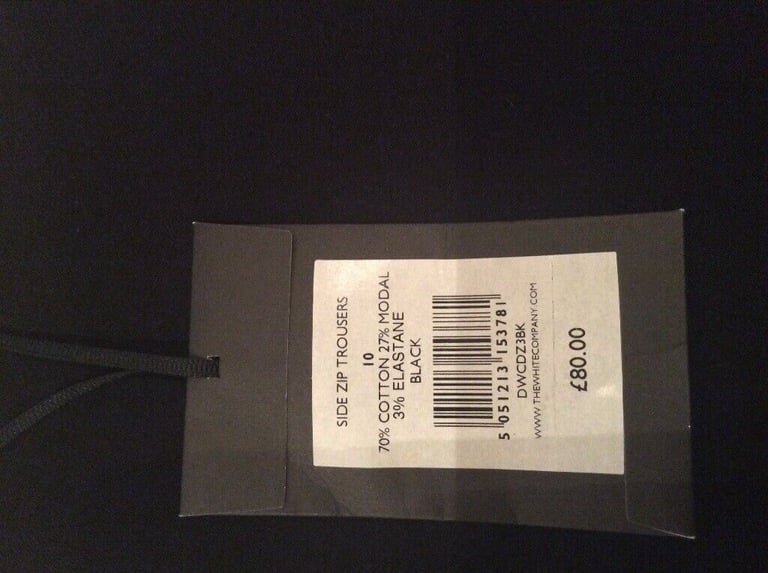 SIDE ZIP TROUSERS
10
70% COTTON 27% MODAL
3% ELASTANE
BLACK
5 051213 153781
DWCDZ3BK
WWW.THEWHITECOMPANY.COM
£80.00